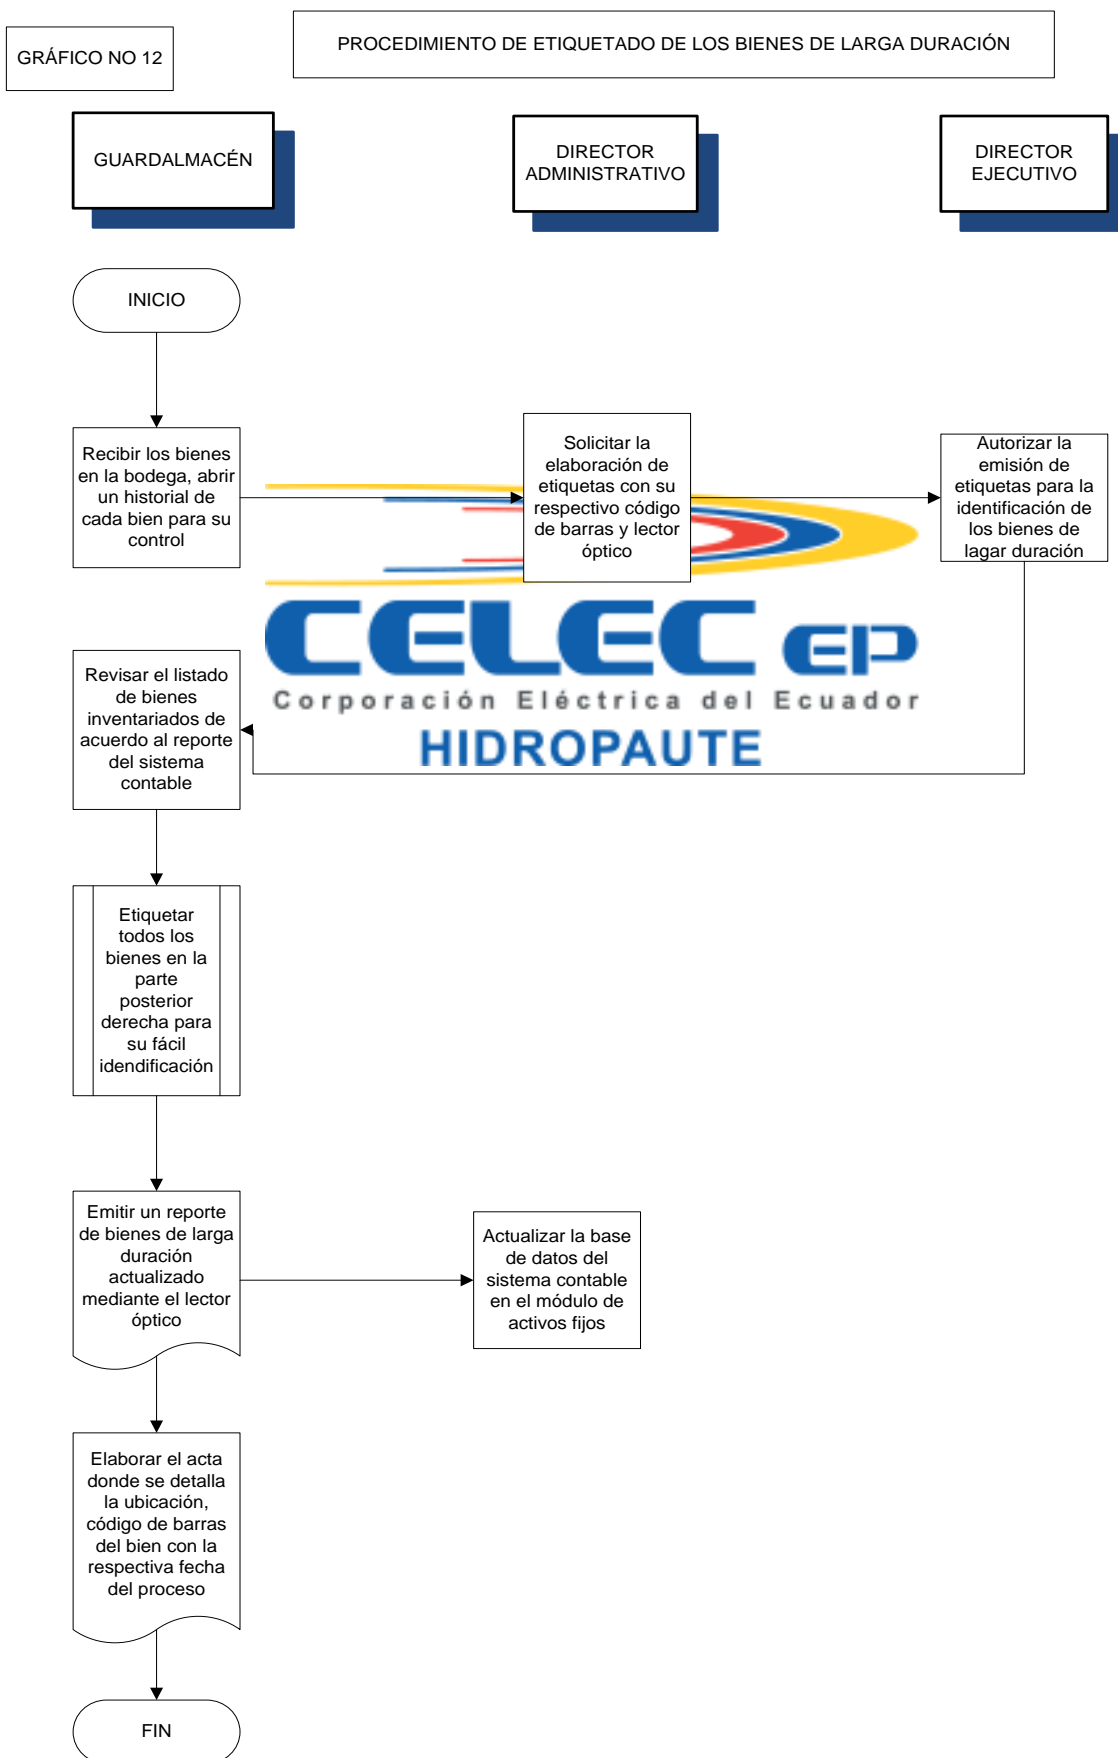 GRÁFICO NO 12
PROCEDIMIENTO DE ETIQUETADO DE LOS BIENES DE LARGA DURACIÓN
GUARDALMACÉN
DIRECTOR
ADMINISTRATIVO
DIRECTOR
EJECUTIVO
INICIO
Recibir los bienes
en la bodega, abrir
un historial de
cada bien para su
control
Solicitar la
elaboración de
etiquetas con su
respectivo código
de barras y lector
óptico
Autorizar la
emisión de
etiquetas para la
identificación de
los bienes de
lagar duración
CELEC EP
Corporación Eléctrica del Ecuador
HIDROPAUTE
Revisar el listado
de bienes
inventariados de
acuerdo al reporte
del sistema
contable
Etiquetar
todos los
bienes en la
parte
posterior
derecha para
su fácil
idendificación
Emitir un reporte
de bienes de larga
duración
actualizado
mediante el lector
óptico
Actualizar la base
de datos del
sistema contable
en el módulo de
activos fijos
Elaborar el acta
donde se detalla
la ubicación,
código de barras
del bien con la
respectiva fecha
del proceso
FIN